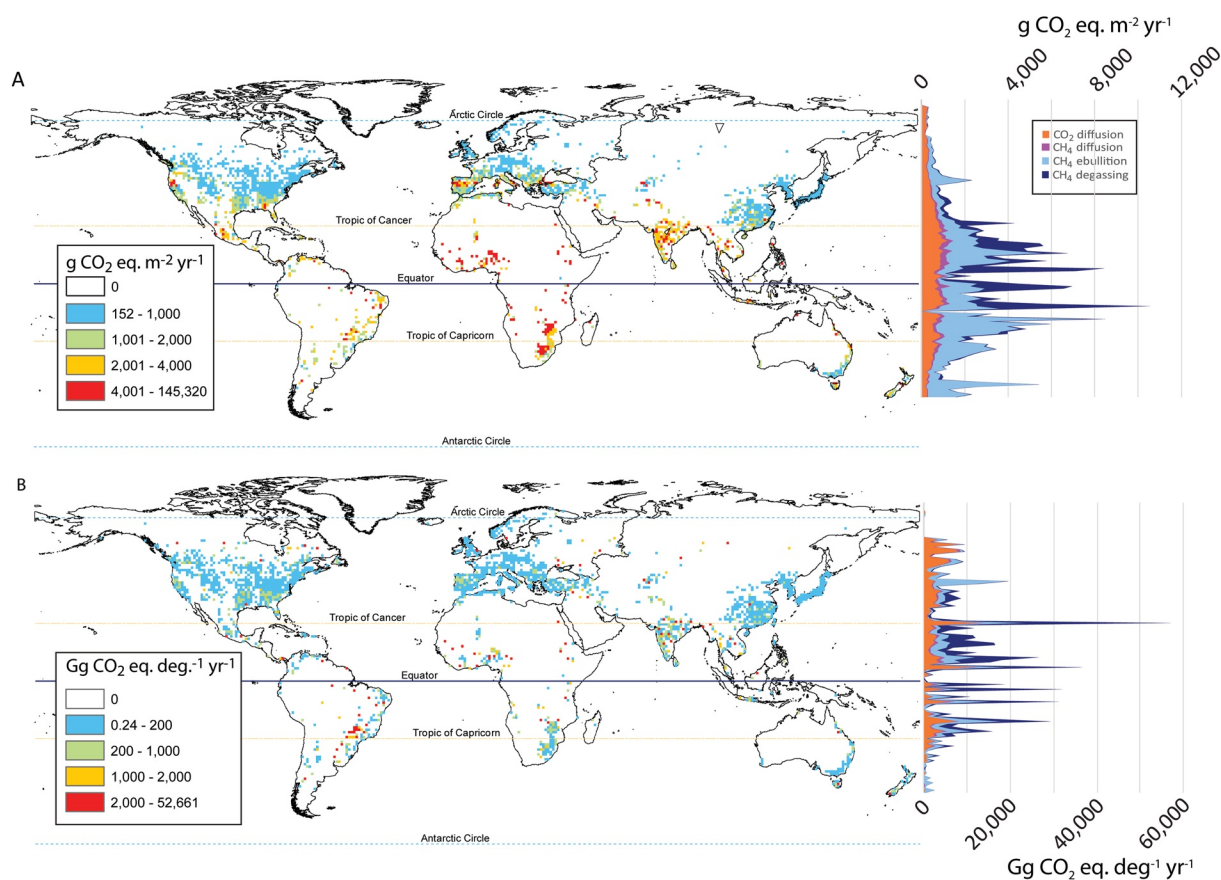 g CO₂ eq. m⁻² yr⁻¹
0
4,000
8,000
12,000
A
Arctic Circle
CO₂ diffusion
CH₄ diffusion
CH₄ ebullition
CH₄ degassing
Tropic of Cancer
g CO₂ eq. m⁻² yr⁻¹
0
152 - 1,000
1,001 - 2,000
2,001 - 4,000
4,001 - 145,320
Equator
Tropic of Capricorn
Antarctic Circle
B
Arctic Circle
Tropic of Cancer
Gg CO₂ eq. deg.⁻¹ yr⁻¹
0
0.24 - 200
200 - 1,000
1,000 - 2,000
2,000 - 52,661
Equator
Tropic of Capricorn
Antarctic Circle
0
20,000
40,000
60,000
Gg CO₂ eq. deg⁻¹ yr⁻¹